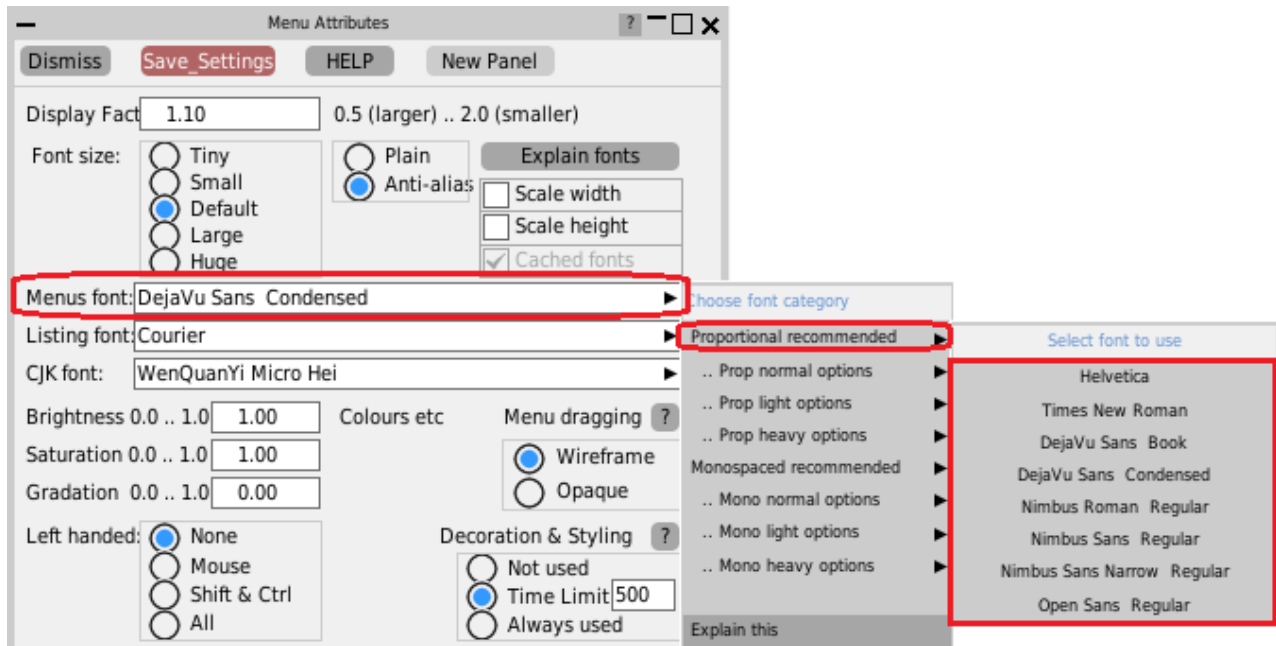 Menu Attributes ?
Dismiss Save_Settings HELP New Panel
Display Fact 1.10 0.5 (larger) .. 2.0 (smaller)
Font size: Tiny Plain Explain fonts
Small Anti-alias Scale width
Default Scale height
Large Cached fonts
Huge
Menus font: DejaVu Sans Condensed
Listing font: Courier
CJK font: WenQuanYi Micro Hei
Brightness 0.0 .. 1.0 1.00 Colours etc Menu dragging ?
Saturation 0.0 .. 1.0 1.00 Wireframe
Gradation 0.0 .. 1.0 0.00 Opaque
Left handed: None Decoration & Styling ?
Mouse Not used
Shift & Ctrl Time Limit 500
All Always used
Choose font category
Proportional recommended
.. Prop normal options
.. Prop light options
.. Prop heavy options
Monospaced recommended
.. Mono normal options
.. Mono light options
.. Mono heavy options
Explain this
Select font to use
Helvetica
Times New Roman
DejaVu Sans Book
DejaVu Sans Condensed
Nimbus Roman Regular
Nimbus Sans Regular
Nimbus Sans Narrow Regular
Open Sans Regular